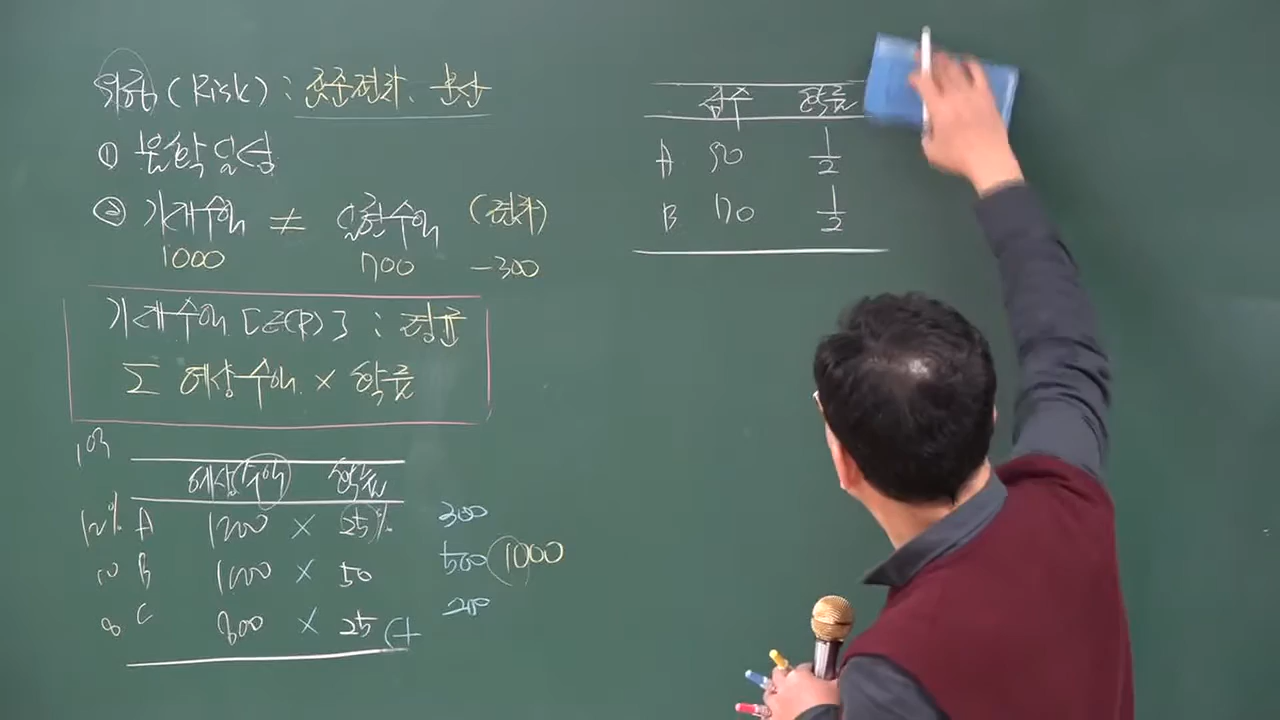 위험(Risk) : 표준편차. 분산
① 불확실성
② 기대수익 ≠ 실현수익 (편차)
1000 700 -300
기대수익 [E(R)] : 평균
Σ 예상수익 × 확률
1억
예상수익 확률
12% A 1200 × 25% 300
10 B 1000 × 50 500 1000
8 C 800 × 25 (+ 200
점수 확률
A 90 1/2
B 70 1/2